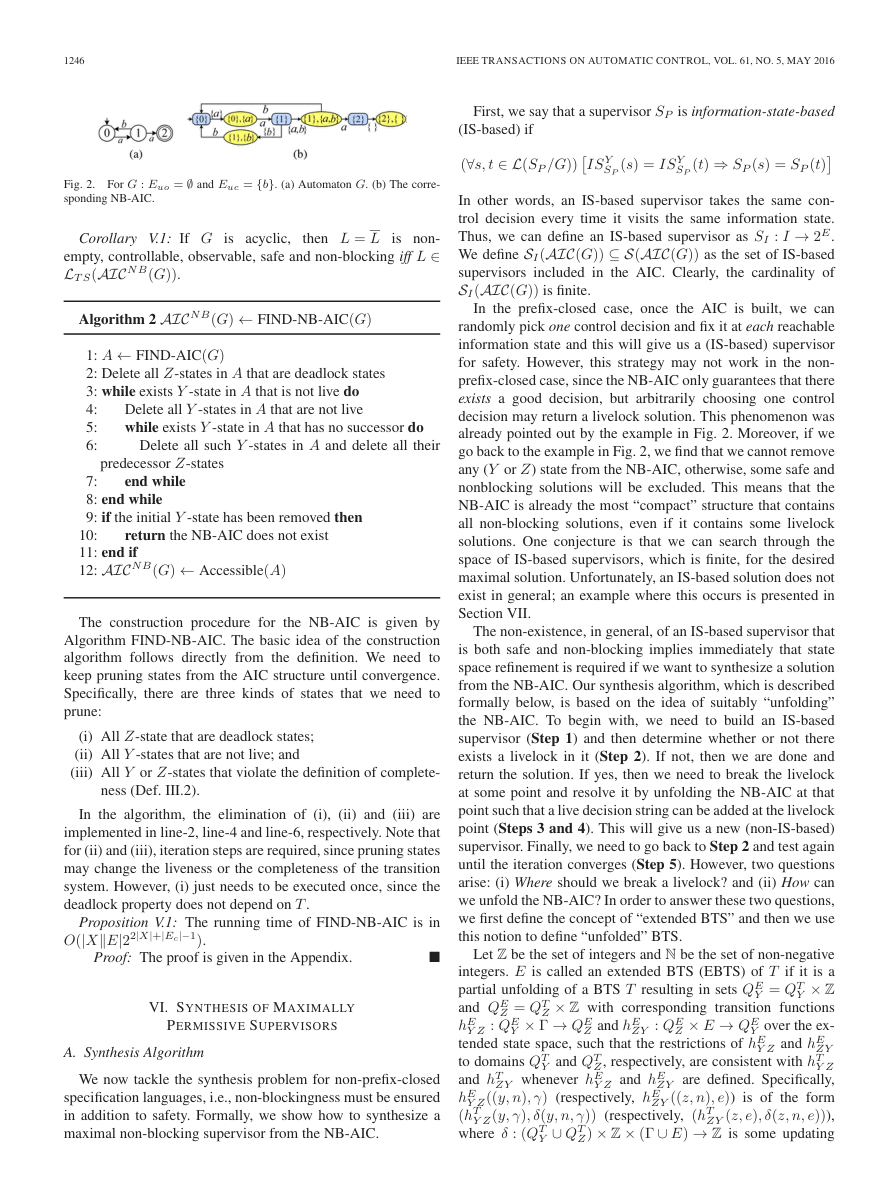 1246
IEEE TRANSACTIONS ON AUTOMATIC CONTROL, VOL. 61, NO. 5, MAY 2016
0 b a 1 a 2
(a)
{0} {a} {0},{a} a {1} {a,b} {1},{a,b} a {2} { } {2},{ }
b b {1},{b} {b}
(b)
Fig. 2. For G : E_{uo} = ∅ and E_{uc} = {b}. (a) Automaton G. (b) The corre-
sponding NB-AIC.
Corollary V.1: If G is acyclic, then L = L̅ is non-
empty, controllable, observable, safe and non-blocking iff L ∈
Ł_{TS}(AIC^{NB}(G)).
Algorithm 2 AIC^{NB}(G) ← FIND-NB-AIC(G)
1: A ← FIND-AIC(G)
2: Delete all Z-states in A that are deadlock states
3: while exists Y-state in A that is not live do
4: Delete all Y-states in A that are not live
5: while exists Y-state in A that has no successor do
6: Delete all such Y-states in A and delete all their
predecessor Z-states
7: end while
8: end while
9: if the initial Y-state has been removed then
10: return the NB-AIC does not exist
11: end if
12: AIC^{NB}(G) ← Accessible(A)
The construction procedure for the NB-AIC is given by
Algorithm FIND-NB-AIC. The basic idea of the construction
algorithm follows directly from the definition. We need to
keep pruning states from the AIC structure until convergence.
Specifically, there are three kinds of states that we need to
prune:
(i) All Z-state that are deadlock states;
(ii) All Y-states that are not live; and
(iii) All Y or Z-states that violate the definition of complete-
ness (Def. III.2).
In the algorithm, the elimination of (i), (ii) and (iii) are
implemented in line-2, line-4 and line-6, respectively. Note that
for (ii) and (iii), iteration steps are required, since pruning states
may change the liveness or the completeness of the transition
system. However, (i) just needs to be executed once, since the
deadlock property does not depend on T.
Proposition V.1: The running time of FIND-NB-AIC is in
O(|X||E|2^{2|X|+|E_c|−1}).
Proof: The proof is given in the Appendix. ■
VI. SYNTHESIS OF MAXIMALLY
PERMISSIVE SUPERVISORS
A. Synthesis Algorithm
We now tackle the synthesis problem for non-prefix-closed
specification languages, i.e., non-blockingness must be ensured
in addition to safety. Formally, we show how to synthesize a
maximal non-blocking supervisor from the NB-AIC.
First, we say that a supervisor S_P is information-state-based
(IS-based) if
(∀s, t ∈ L(S_P/G)) [IS^Y_{S_P}(s) = IS^Y_{S_P}(t) ⇒ S_P(s) = S_P(t)]
In other words, an IS-based supervisor takes the same con-
trol decision every time it visits the same information state.
Thus, we can define an IS-based supervisor as S_I : I → 2^E.
We define S_I(AIC(G)) ⊆ S(AIC(G)) as the set of IS-based
supervisors included in the AIC. Clearly, the cardinality of
S_I(AIC(G)) is finite.
In the prefix-closed case, once the AIC is built, we can
randomly pick one control decision and fix it at each reachable
information state and this will give us a (IS-based) supervisor
for safety. However, this strategy may not work in the non-
prefix-closed case, since the NB-AIC only guarantees that there
exists a good decision, but arbitrarily choosing one control
decision may return a livelock solution. This phenomenon was
already pointed out by the example in Fig. 2. Moreover, if we
go back to the example in Fig. 2, we find that we cannot remove
any (Y or Z) state from the NB-AIC, otherwise, some safe and
nonblocking solutions will be excluded. This means that the
NB-AIC is already the most “compact” structure that contains
all non-blocking solutions, even if it contains some livelock
solutions. One conjecture is that we can search through the
space of IS-based supervisors, which is finite, for the desired
maximal solution. Unfortunately, an IS-based solution does not
exist in general; an example where this occurs is presented in
Section VII.
The non-existence, in general, of an IS-based supervisor that
is both safe and non-blocking implies immediately that state
space refinement is required if we want to synthesize a solution
from the NB-AIC. Our synthesis algorithm, which is described
formally below, is based on the idea of suitably “unfolding”
the NB-AIC. To begin with, we need to build an IS-based
supervisor (Step 1) and then determine whether or not there
exists a livelock in it (Step 2). If not, then we are done and
return the solution. If yes, then we need to break the livelock
at some point and resolve it by unfolding the NB-AIC at that
point such that a live decision string can be added at the livelock
point (Steps 3 and 4). This will give us a new (non-IS-based)
supervisor. Finally, we need to go back to Step 2 and test again
until the iteration converges (Step 5). However, two questions
arise: (i) Where should we break a livelock? and (ii) How can
we unfold the NB-AIC? In order to answer these two questions,
we first define the concept of “extended BTS” and then we use
this notion to define “unfolded” BTS.
Let ℤ be the set of integers and ℕ be the set of non-negative
integers. E is called an extended BTS (EBTS) of T if it is a
partial unfolding of a BTS T resulting in sets Q^E_Y = Q^T_Y × ℤ
and Q^E_Z = Q^T_Z × ℤ with corresponding transition functions
h^E_{YZ} : Q^E_Y × Γ → Q^E_Z and h^E_{ZY} : Q^E_Z × E → Q^E_Y over the ex-
tended state space, such that the restrictions of h^E_{YZ} and h^E_{ZY}
to domains Q^T_Y and Q^T_Z, respectively, are consistent with h^T_{YZ}
and h^T_{ZY} whenever h^E_{YZ} and h^E_{ZY} are defined. Specifically,
h^E_{YZ}((y, n), γ) (respectively, h^E_{ZY}((z, n), e)) is of the form
(h^T_{YZ}(y, γ), δ(y, n, γ)) (respectively, (h^T_{ZY}(z, e), δ(z, n, e))),
where δ : (Q^T_Y ∪ Q^T_Z) × ℤ × (Γ ∪ E) → ℤ is some updating